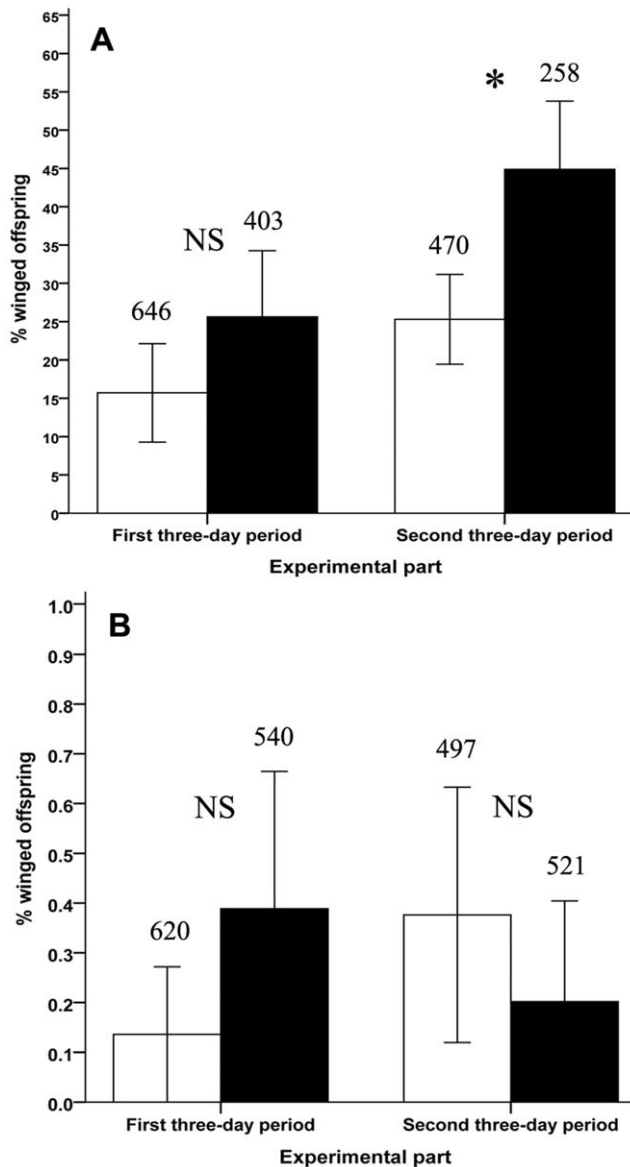 A
% winged offspring
65
60
55
50
45
40
35
30
25
20
15
10
5
0
646
NS
403
470
*
258
First three-day period
Second three-day period
Experimental part
B
% winged offspring
1.0
0.9
0.8
0.7
0.6
0.5
0.4
0.3
0.2
0.1
0.0
620
NS
540
497
NS
521
First three-day period
Second three-day period
Experimental part